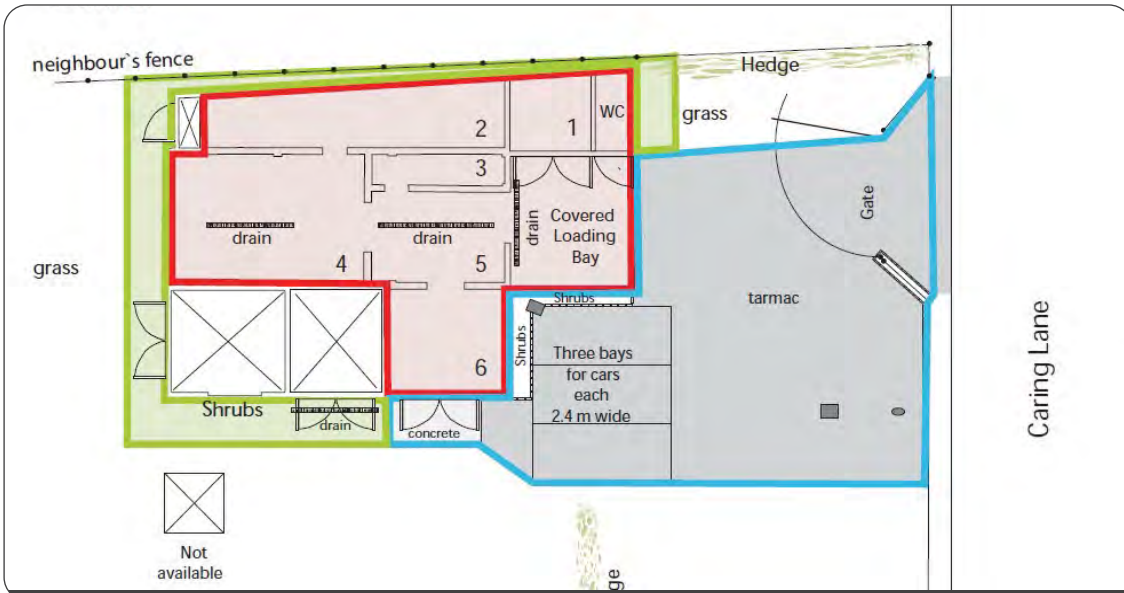 neighbour`s fence
Hedge
grass
WC
1
2
3
drain
Covered
Loading
Bay
Gate
drain
drain
4
5
grass
tarmac
Shrubs
Shrubs
Caring Lane
Three bays
for cars
each
2.4 m wide
6
Shrubs
drain
concrete
Not
available
ge